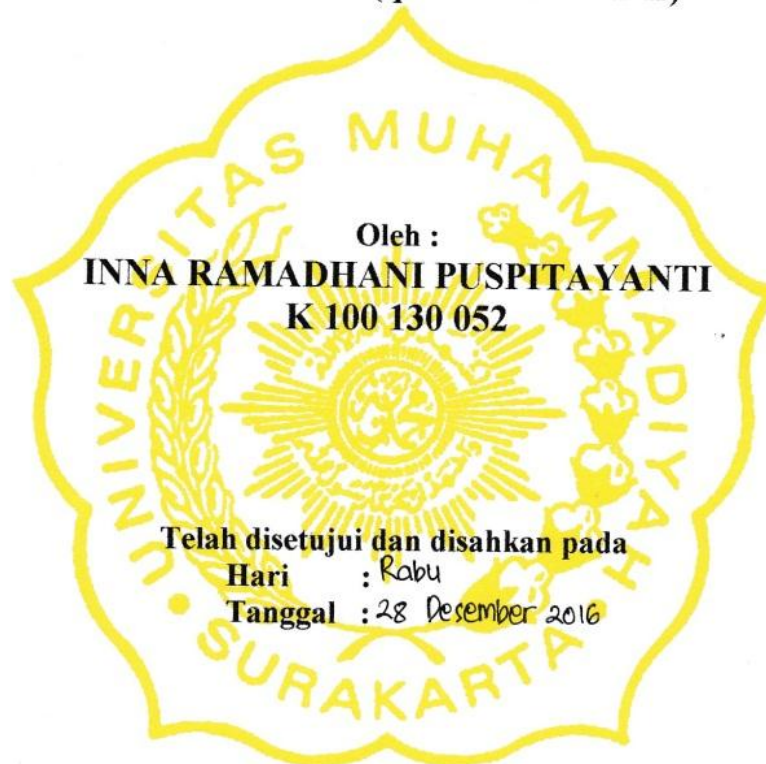 Oleh :
INNA RAMADHANI PUSPITAYANTI
K 100 130 052
Telah disetujui dan disahkan pada
Hari : Rabu
Tanggal : 28 Desember 2016
UNIVERSITAS MUHAMMADIYAH
SURAKARTA